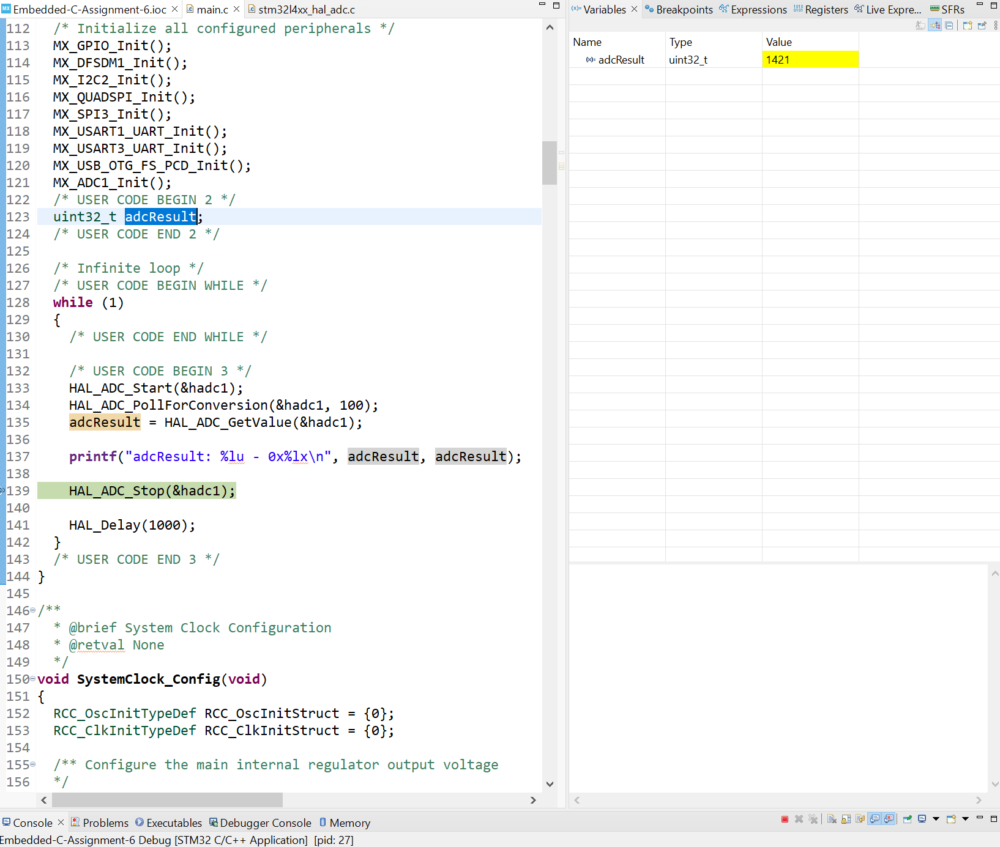 Embedded-C-Assignment-6.ioc main.c stm32l4xx_hal_adc.c
112 /* Initialize all configured peripherals */
113 MX_GPIO_Init();
114 MX_DFSDM1_Init();
115 MX_I2C2_Init();
116 MX_QUADSPI_Init();
117 MX_SPI3_Init();
118 MX_USART1_UART_Init();
119 MX_USART3_UART_Init();
120 MX_USB_OTG_FS_PCD_Init();
121 MX_ADC1_Init();
122 /* USER CODE BEGIN 2 */
123 uint32_t adcResult;
124 /* USER CODE END 2 */
125
126 /* Infinite loop */
127 /* USER CODE BEGIN WHILE */
128 while (1)
129 {
130 /* USER CODE END WHILE */
131
132 /* USER CODE BEGIN 3 */
133 HAL_ADC_Start(&hadc1);
134 HAL_ADC_PollForConversion(&hadc1, 100);
135 adcResult = HAL_ADC_GetValue(&hadc1);
136
137 printf("adcResult: %lu - 0x%lx\n", adcResult, adcResult);
138
139 HAL_ADC_Stop(&hadc1);
140
141 HAL_Delay(1000);
142 }
143 /* USER CODE END 3 */
144 }
145
146 /**
147 * @brief System Clock Configuration
148 * @retval None
149 */
150 void SystemClock_Config(void)
151 {
152 RCC_OscInitTypeDef RCC_OscInitStruct = {0};
153 RCC_ClkInitTypeDef RCC_ClkInitStruct = {0};
154
155 /** Configure the main internal regulator output voltage
156 */
Variables Breakpoints Expressions Registers Live Expre... SFRs
Name Type Value
adcResult uint32_t 1421
Console Problems Executables Debugger Console Memory
Embedded-C-Assignment-6 Debug [STM32 C/C++ Application] [pid: 27]